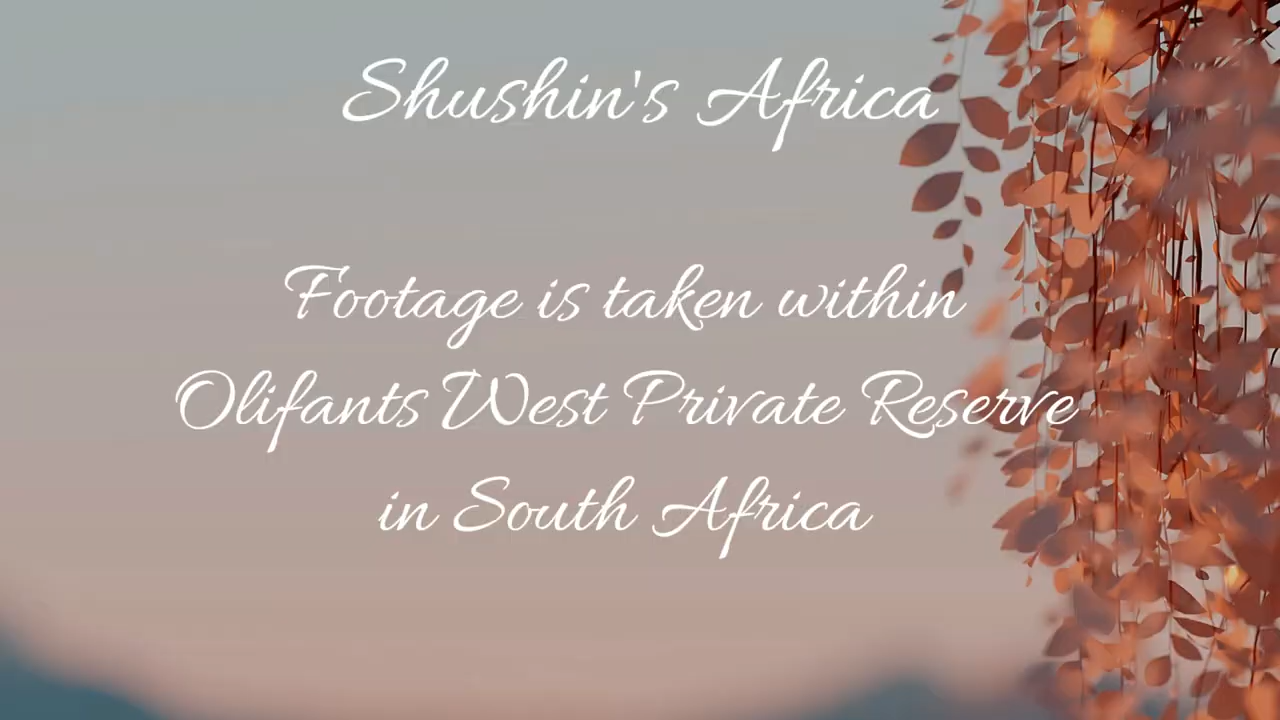 Shushin's Africa
Footage is taken within
Olifants West Private Reserve
in South Africa